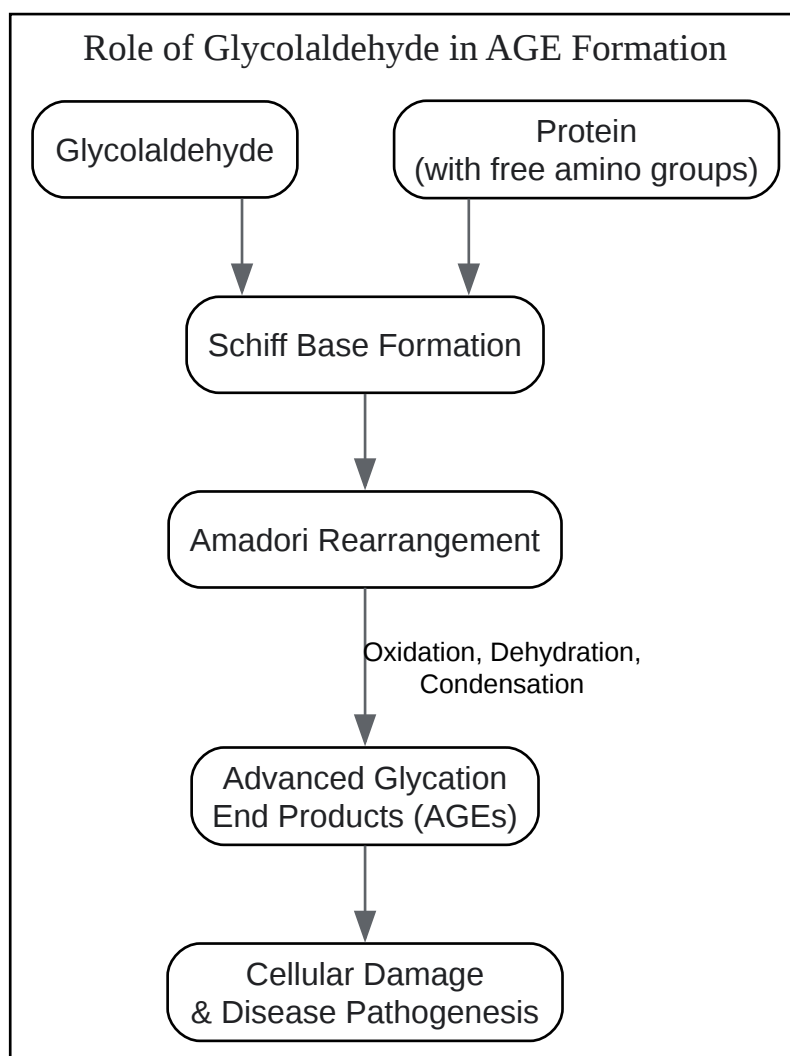 Role of Glycolaldehyde in AGE Formation
Glycolaldehyde
Protein
(with free amino groups)
Schiff Base Formation
Amadori Rearrangement
Oxidation, Dehydration,
Condensation
Advanced Glycation
End Products (AGEs)
Cellular Damage
& Disease Pathogenesis